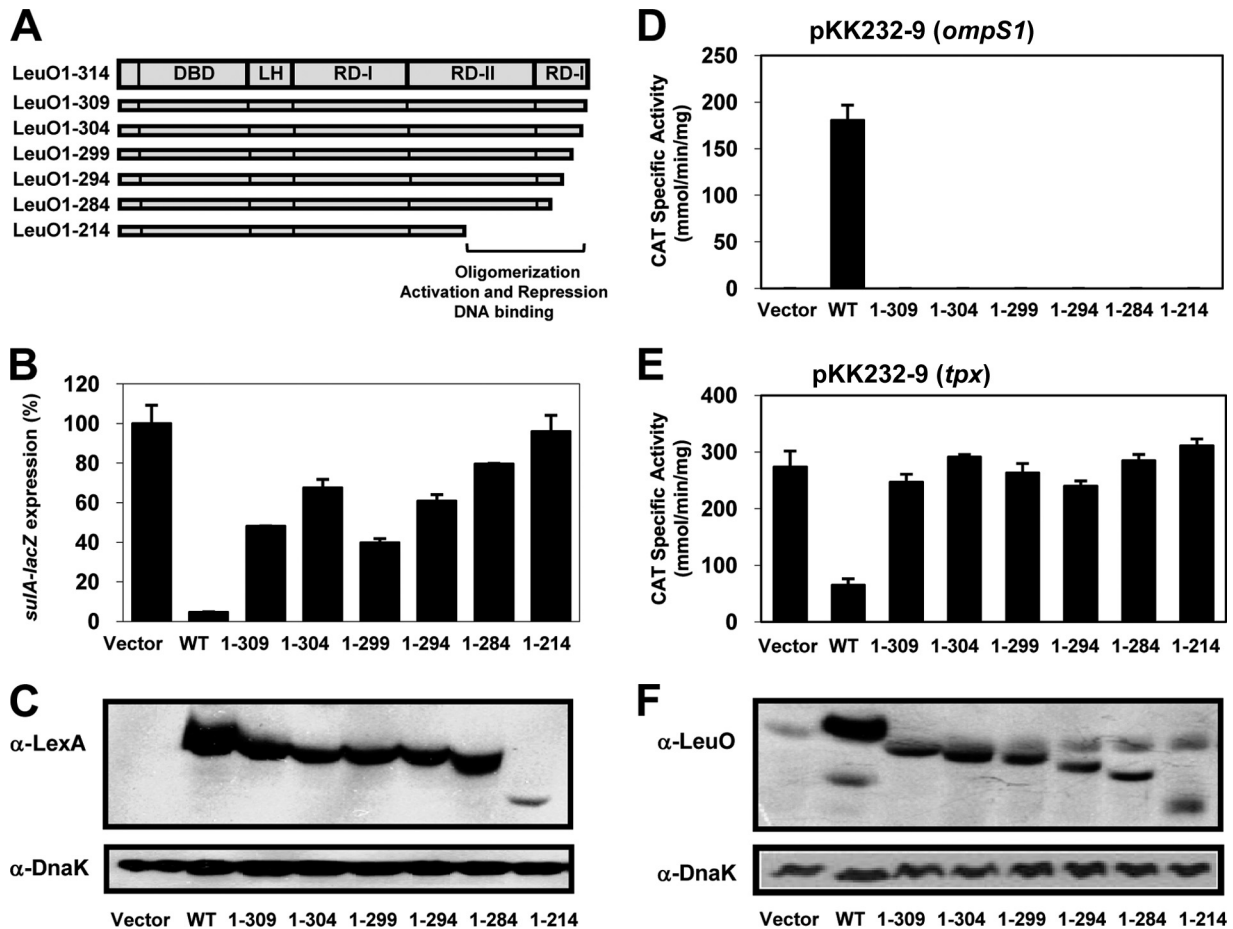 A
LeuO1-314
DBD
LH
RD-I
RD-II
RD-I
LeuO1-309
LeuO1-304
LeuO1-299
LeuO1-294
LeuO1-284
LeuO1-214
Oligomerization
Activation and Repression
DNA binding
B
sulA-lacZ expression (%)
120
100
80
60
40
20
0
Vector WT 1-309 1-304 1-299 1-294 1-284 1-214
C
α-LexA
α-DnaK
Vector WT 1-309 1-304 1-299 1-294 1-284 1-214
D
pKK232-9 (ompS1)
CAT Specific Activity
(mmol/min/mg)
250
200
150
100
50
0
Vector WT 1-309 1-304 1-299 1-294 1-284 1-214
E
pKK232-9 (tpx)
CAT Specific Activity
(mmol/min/mg)
400
300
200
100
0
Vector WT 1-309 1-304 1-299 1-294 1-284 1-214
F
α-LeuO
α-DnaK
Vector WT 1-309 1-304 1-299 1-294 1-284 1-214